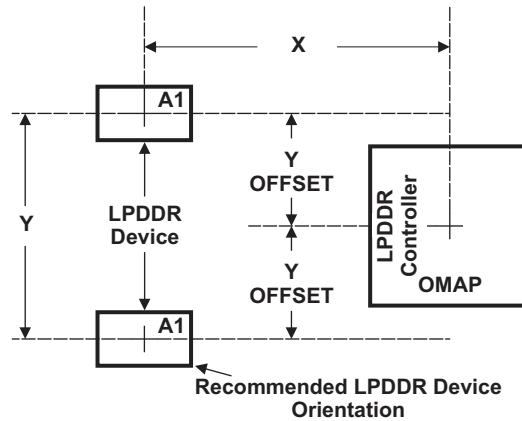 X
A1
Y
OFFSET
Y
LPDDR
Device
LPDDR
Controller
OMAP
Y
OFFSET
A1
Recommended LPDDR Device
Orientation